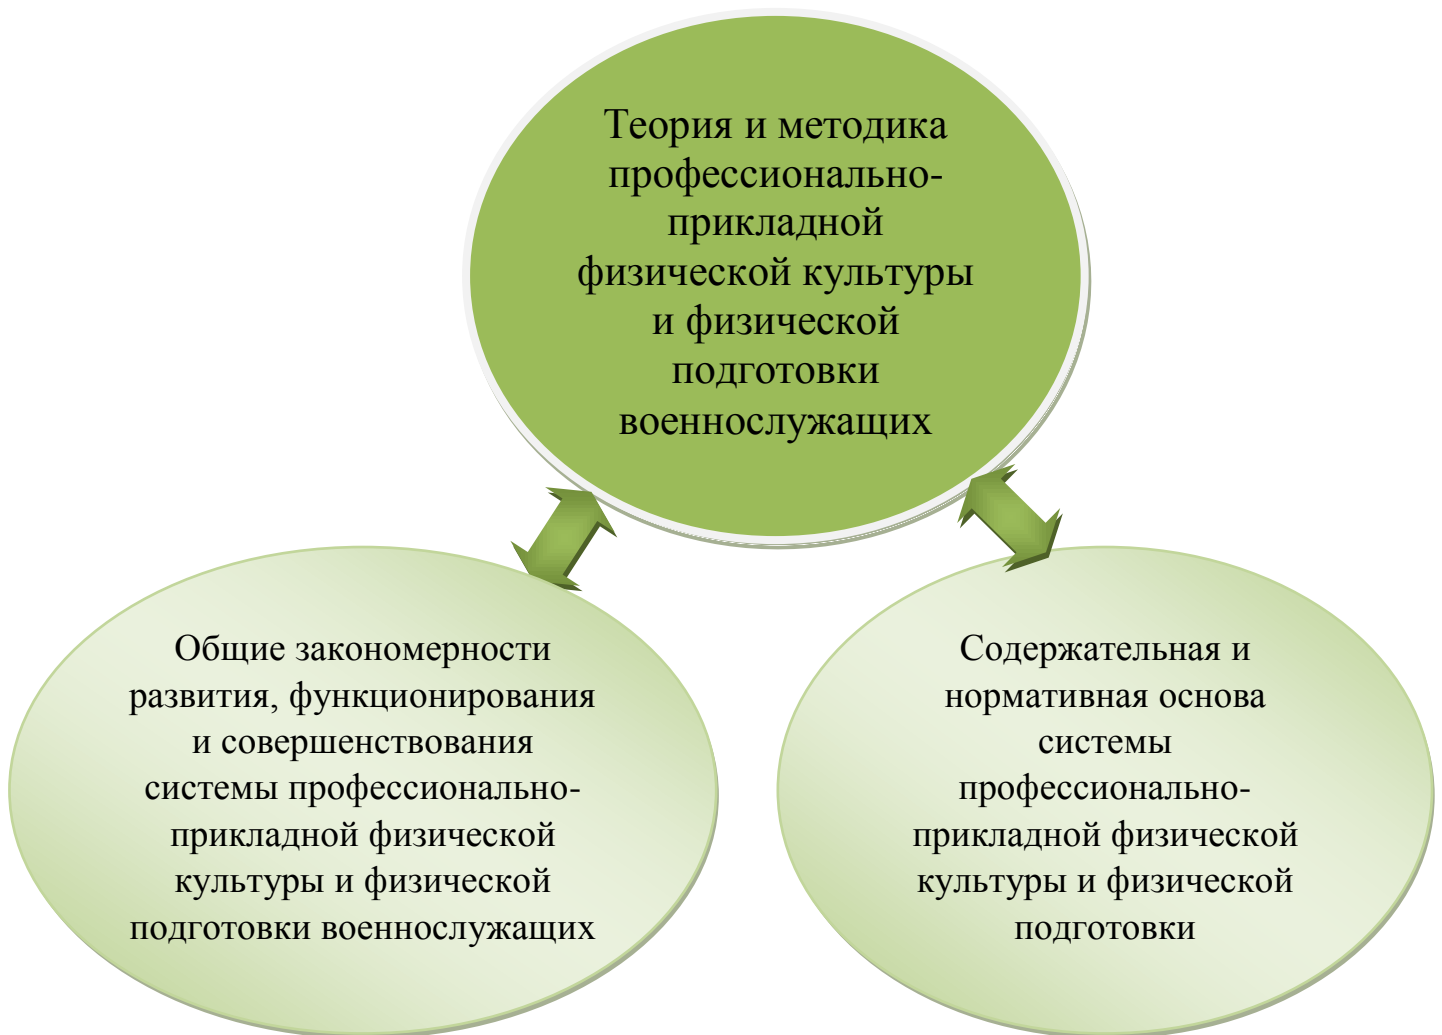 Теория и методика
профессионально-
прикладной
физической культуры
и физической
подготовки
военнослужащих
Общие закономерности
развития, функционирования
и совершенствования
системы профессионально-
прикладной физической
культуры и физической
подготовки военнослужащих
Содержательная и
нормативная основа
системы
профессионально-
прикладной физической
культуры и физической
подготовки